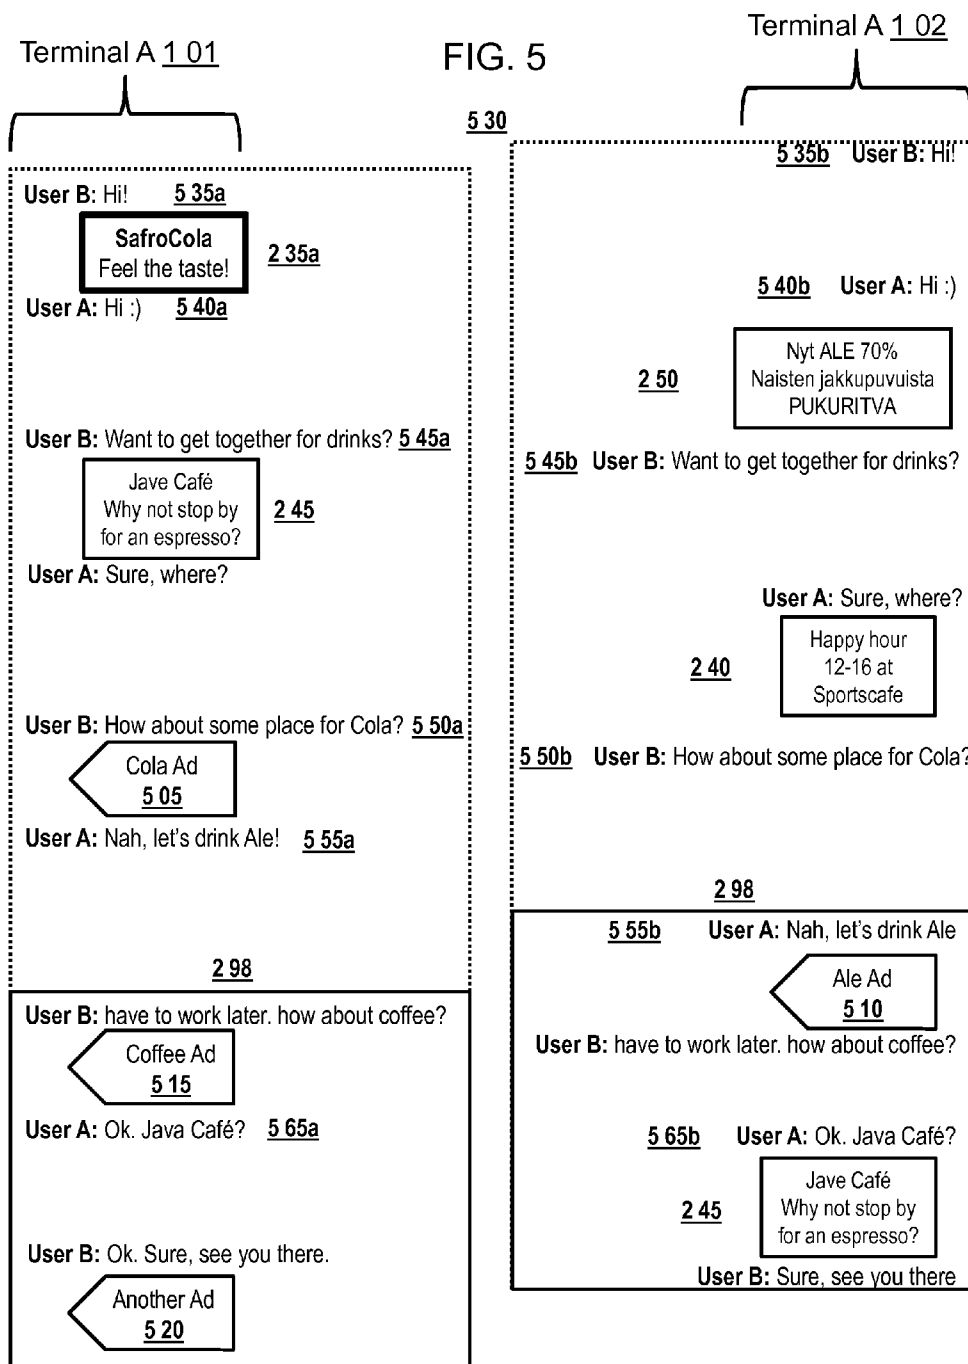 Terminal A 1 01
FIG. 5
Terminal A 1 02
5 30
User B: Hi! 5 35a
SafroCola
Feel the taste!
2 35a
User A: Hi :) 5 40a
User B: Want to get together for drinks? 5 45a
Jave Café
Why not stop by
for an espresso?
2 45
User A: Sure, where?
User B: How about some place for Cola? 5 50a
Cola Ad
5 05
User A: Nah, let's drink Ale! 5 55a
2 98
User B: have to work later. how about coffee?
Coffee Ad
5 15
User A: Ok. Java Café? 5 65a
User B: Ok. Sure, see you there.
Another Ad
5 20
5 35b User B: Hi!
5 40b User A: Hi :)
2 50
Nyt ALE 70%
Naisten jakkupuvuista
PUKURITVA
5 45b User B: Want to get together for drinks?
User A: Sure, where?
2 40
Happy hour
12-16 at
Sportscafe
5 50b User B: How about some place for Cola?
2 98
5 55b User A: Nah, let's drink Ale
Ale Ad
5 10
User B: have to work later. how about coffee?
5 65b User A: Ok. Java Café?
2 45
Jave Café
Why not stop by
for an espresso?
User B: Sure, see you there